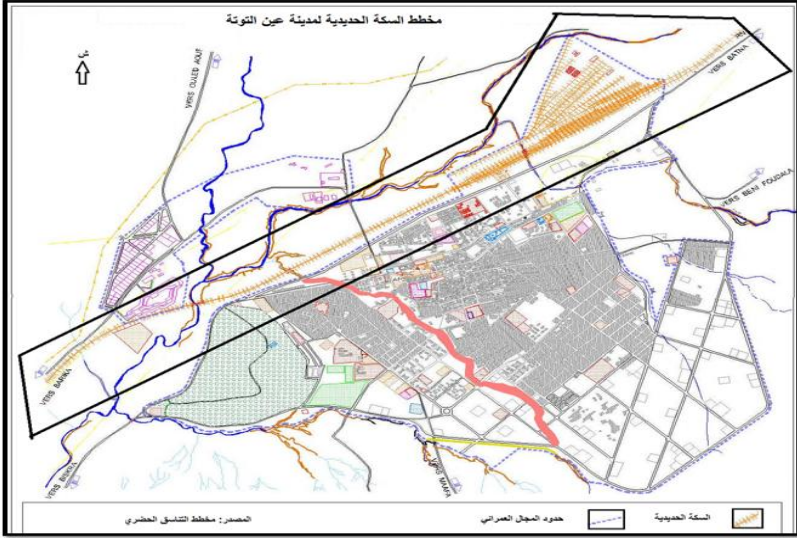 مخطط السكة الحديدية لمدينة عين التوتة
ش
VERS OULED AOUF
VERS BATNA
VERS BENI FOUDALA
VERS BARIKA
VERS BISKRA
VERS MAAFA
السكة الحديدية
حدود المجال العمراني
المصدر: مخطط التناسق الحضري